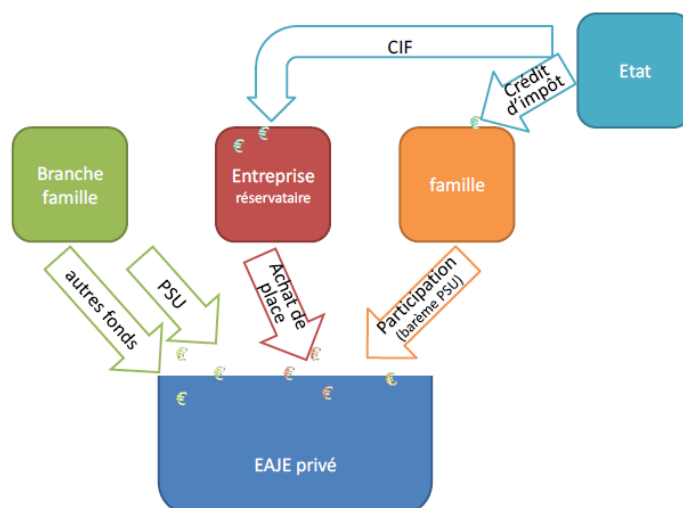 CIF
Etat
Crédit
d'impôt
Branche
famille
Entreprise
réservataire
famille
autres fonds
PSU
Achat de
place
Participation
(barème PSU)
€
€
€
€
€
€
€
€
€
€
EAJE privé